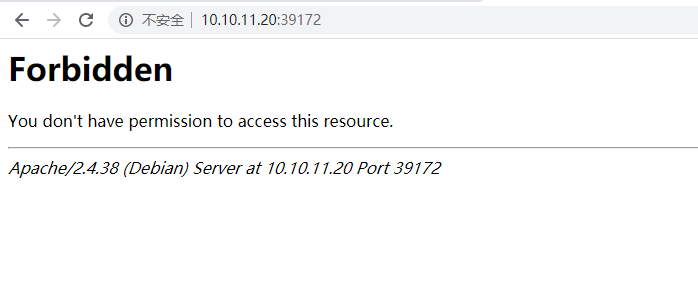 不安全 10.10.11.20:39172
Forbidden
You don't have permission to access this resource.
Apache/2.4.38 (Debian) Server at 10.10.11.20 Port 39172